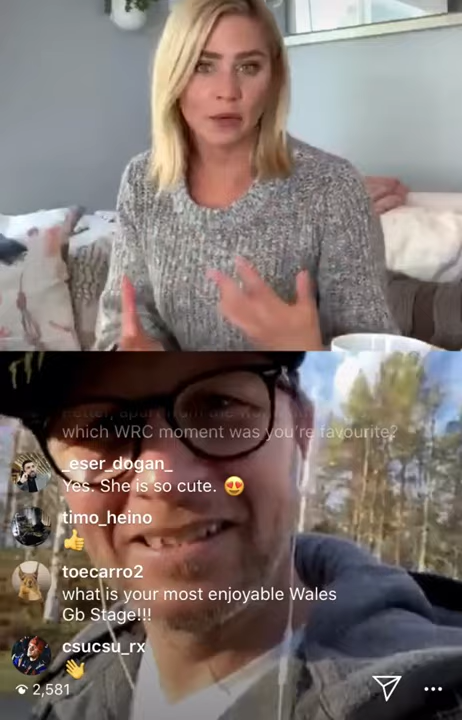 which WRC moment was you're favourite?
_eser_dogan_
Yes. She is so cute. 😍
timo_heino
👍
toecarro2
what is your most enjoyable Wales
Gb Stage!!!
csucsu_rx
👋
2,581